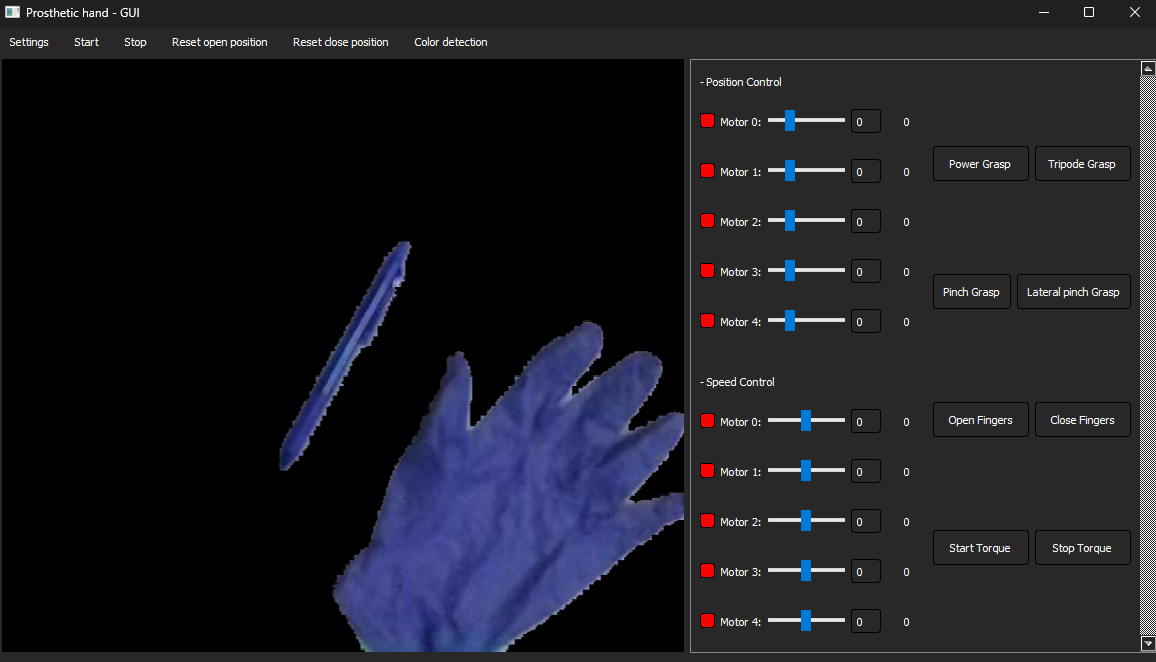 Prosthetic hand - GUI
Settings Start Stop Reset open position Reset close position Color detection
- Position Control
Motor 0: 0 0
Motor 1: 0 0
Power Grasp Tripode Grasp
Motor 2: 0 0
Motor 3: 0 0
Pinch Grasp Lateral pinch Grasp
Motor 4: 0 0
- Speed Control
Motor 0: 0 0
Open Fingers Close Fingers
Motor 1: 0 0
Motor 2: 0 0
Start Torque Stop Torque
Motor 3: 0 0
Motor 4: 0 0